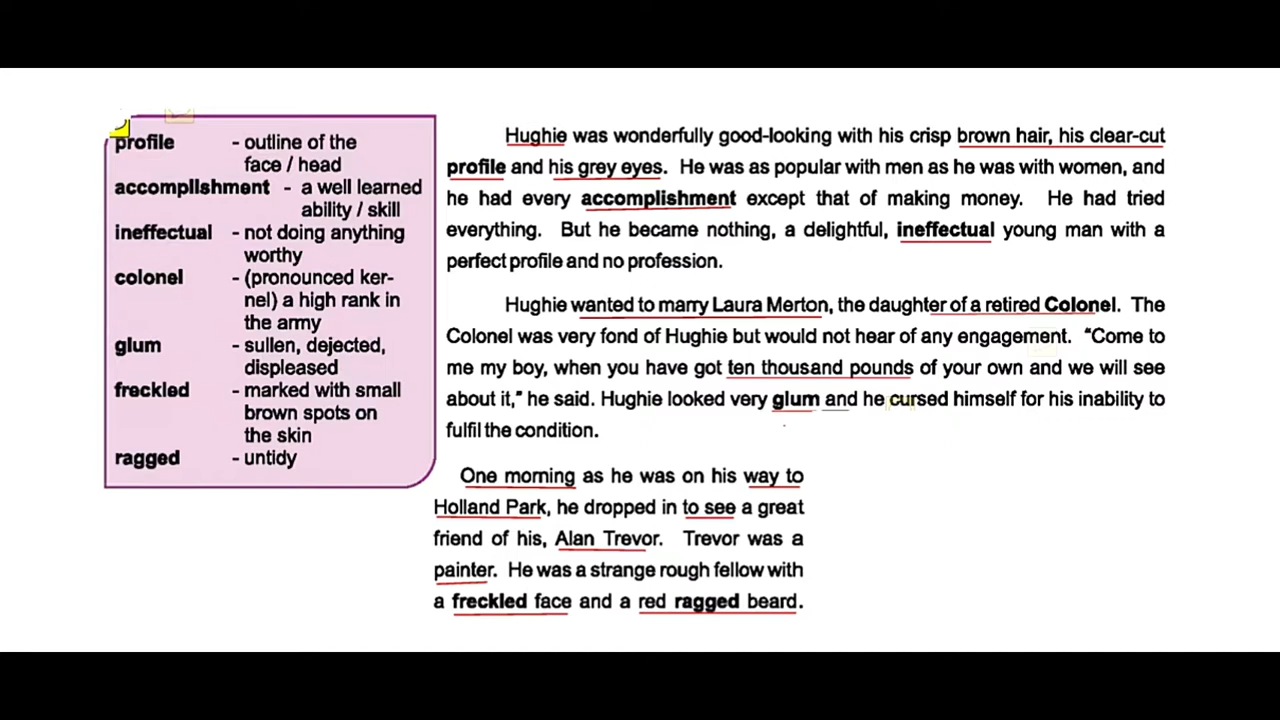 profile - outline of the
face / head
accomplishment - a well learned
ability / skill
ineffectual - not doing anything
worthy
colonel - (pronounced ker-
nel) a high rank in
the army
glum - sullen, dejected,
displeased
freckled - marked with small
brown spots on
the skin
ragged - untidy
Hughie was wonderfully good-looking with his crisp brown hair, his clear-cut
profile and his grey eyes. He was as popular with men as he was with women, and
he had every accomplishment except that of making money. He had tried
everything. But he became nothing, a delightful, ineffectual young man with a
perfect profile and no profession.
Hughie wanted to marry Laura Merton, the daughter of a retired Colonel. The
Colonel was very fond of Hughie but would not hear of any engagement. “Come to
me my boy, when you have got ten thousand pounds of your own and we will see
about it,” he said. Hughie looked very glum and he cursed himself for his inability to
fulfil the condition.
One morning as he was on his way to
Holland Park, he dropped in to see a great
friend of his, Alan Trevor. Trevor was a
painter. He was a strange rough fellow with
a freckled face and a red ragged beard.